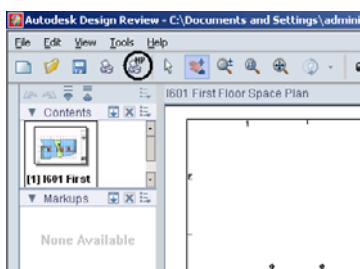 Autodesk Design Review - C:\Documents and Settings\admini
File Edit View Tools Help
HP
I601 First Floor Space Plan
Contents
[1] I601 First
Markups
None Available